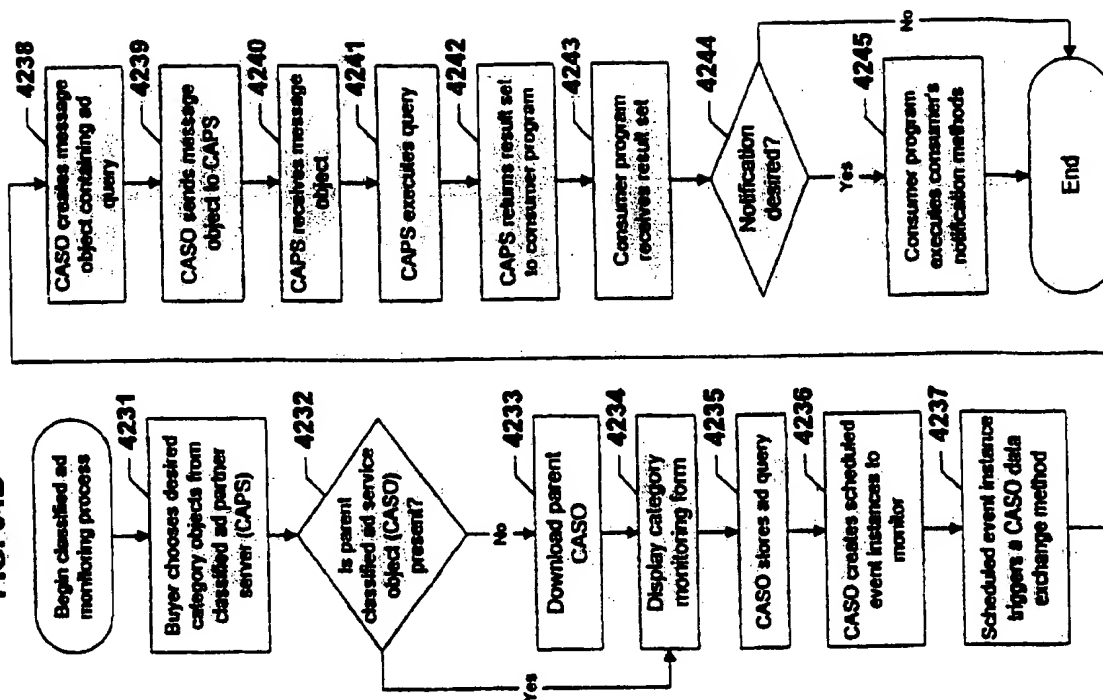 Begin classified ad
monitoring process
4231
Buyer chooses desired
category objects from
classified ad partner
server (CAPS)
4232
Is parent
classified ad service
object (CASO)
present?
Yes
No
4233
Download parent
CASO
4234
Display category
monitoring form
4235
CASO stores ad query
4236
CASO creates scheduled
event instances to
monitor
4237
Scheduled event instance
triggers a CASO data
exchange method
4238
CASO creates message
object containing ad
query
4239
CASO sends message
object to CAPS
4240
CAPS receives message
object
4241
CAPS executes query
4242
CAPS returns result set
to consumer program
4243
Consumer program
receives result set
4244
Notification
desired?
No
Yes
4245
Consumer program
executes consumer's
notification methods
End